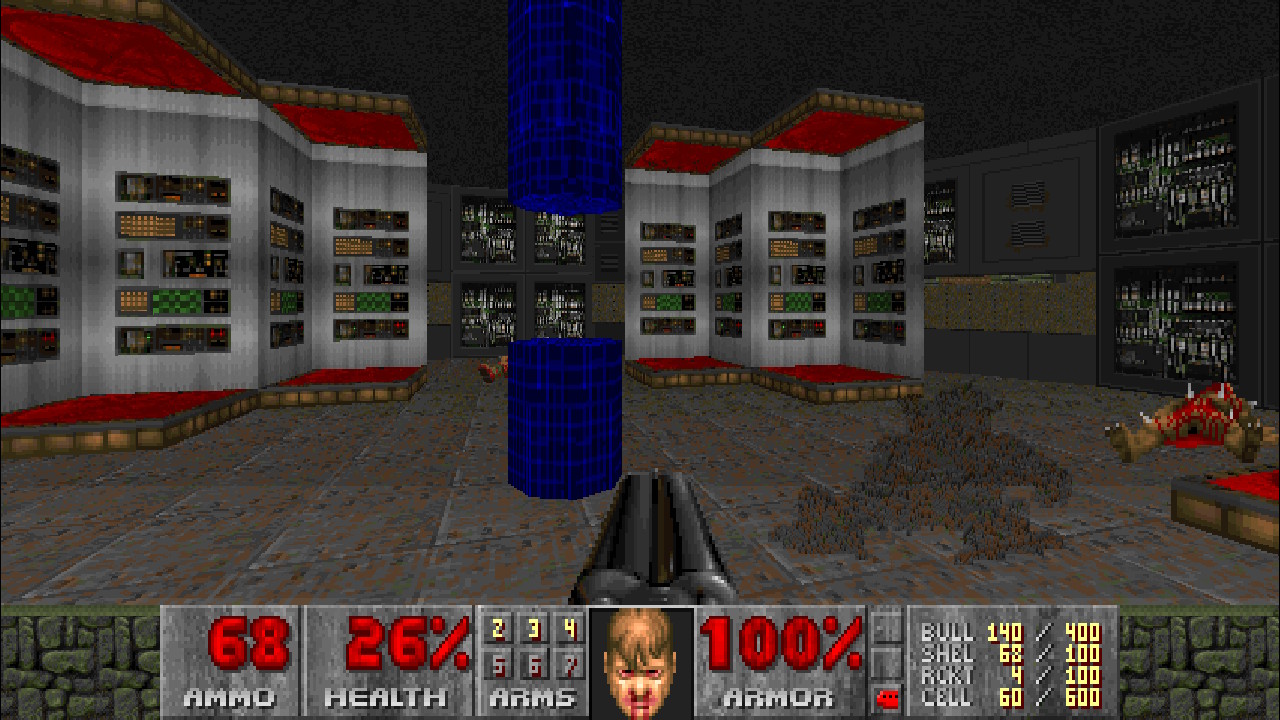 68 26% 2 3 4 100% BULL 140 / 400
5 6 7 SHEL 68 / 100
RCKT 4 / 100
AMMO HEALTH ARMS ARMOR CELL 60 / 600